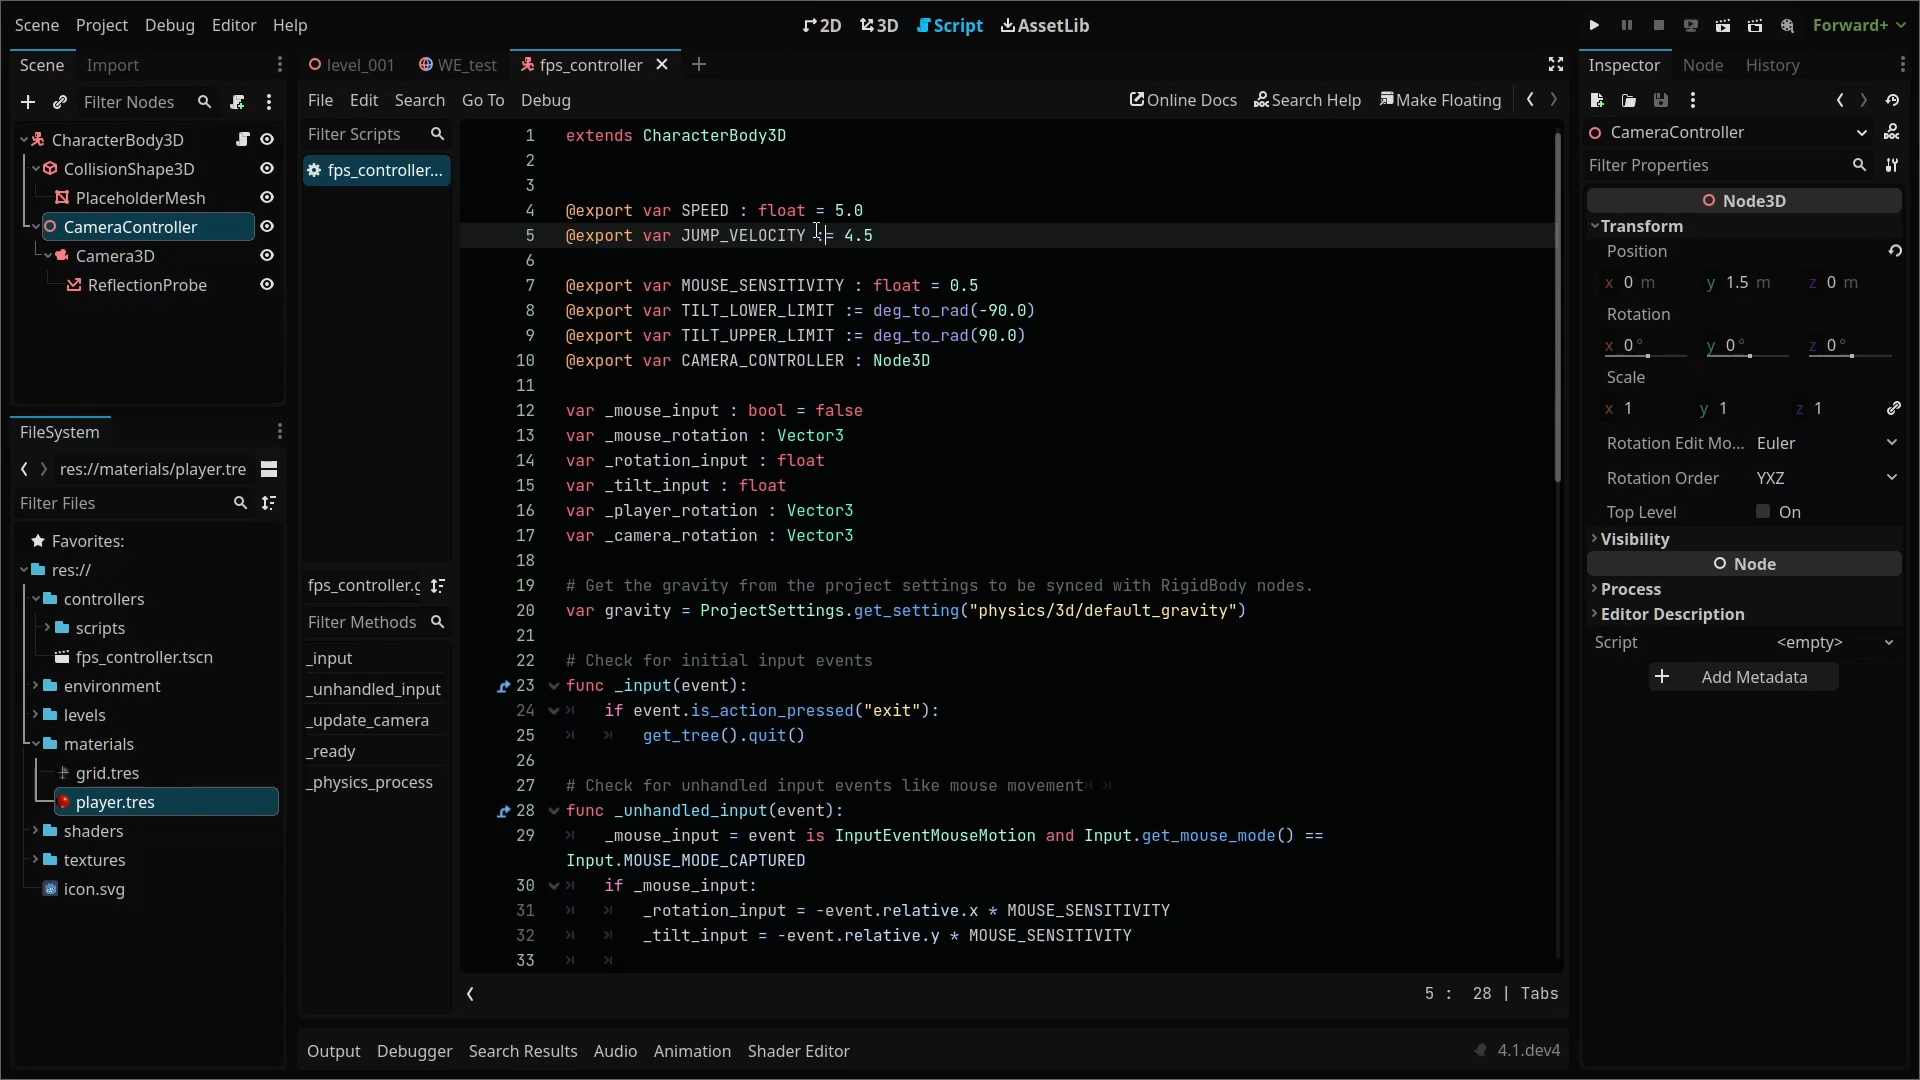 Scene Project Debug Editor Help
2D 3D Script AssetLib
Forward+
Scene Import
Filter Nodes
CharacterBody3D
CollisionShape3D
PlaceholderMesh
CameraController
Camera3D
ReflectionProbe
FileSystem
res://materials/player.tre
Filter Files
Favorites:
res://
controllers
scripts
fps_controller.tscn
environment
levels
materials
grid.tres
player.tres
shaders
textures
icon.svg
level_001 WE_test fps_controller
File Edit Search Go To Debug
Online Docs Search Help Make Floating
Filter Scripts
fps_controller...
fps_controller.g
Filter Methods
_input
_unhandled_input
_update_camera
_ready
_physics_process
1 extends CharacterBody3D
2
3
4 @export var SPEED : float = 5.0
5 @export var JUMP_VELOCITY := 4.5
6
7 @export var MOUSE_SENSITIVITY : float = 0.5
8 @export var TILT_LOWER_LIMIT := deg_to_rad(-90.0)
9 @export var TILT_UPPER_LIMIT := deg_to_rad(90.0)
10 @export var CAMERA_CONTROLLER : Node3D
11
12 var _mouse_input : bool = false
13 var _mouse_rotation : Vector3
14 var _rotation_input : float
15 var _tilt_input : float
16 var _player_rotation : Vector3
17 var _camera_rotation : Vector3
18
19 # Get the gravity from the project settings to be synced with RigidBody nodes.
20 var gravity = ProjectSettings.get_setting("physics/3d/default_gravity")
21
22 # Check for initial input events
23 func _input(event):
24 if event.is_action_pressed("exit"):
25 get_tree().quit()
26
27 # Check for unhandled input events like mouse movement
28 func _unhandled_input(event):
29 _mouse_input = event is InputEventMouseMotion and Input.get_mouse_mode() ==
Input.MOUSE_MODE_CAPTURED
30 if _mouse_input:
31 _rotation_input = -event.relative.x * MOUSE_SENSITIVITY
32 _tilt_input = -event.relative.y * MOUSE_SENSITIVITY
33
5 : 28 | Tabs
Output Debugger Search Results Audio Animation Shader Editor
4.1.dev4
Inspector Node History
CameraController
Filter Properties
Node3D
Transform
Position
x 0 m y 1.5 m z 0 m
Rotation
x 0 ° y 0 ° z 0 °
Scale
x 1 y 1 z 1
Rotation Edit Mo... Euler
Rotation Order YXZ
Top Level On
Visibility
Node
Process
Editor Description
Script <empty>
Add Metadata